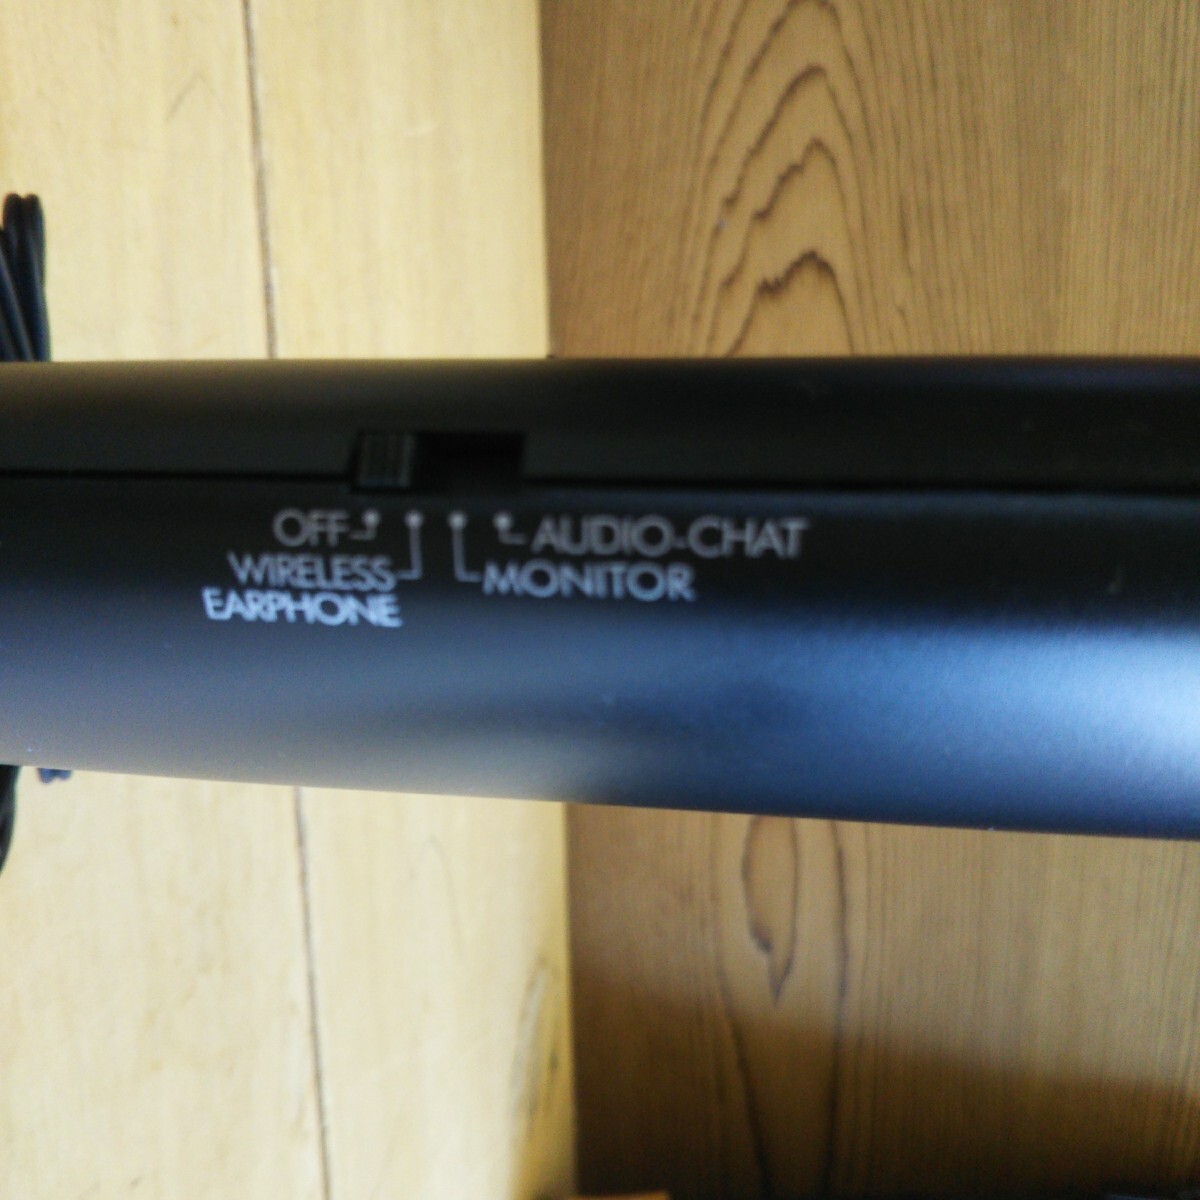 OFF
WIRELESS
EARPHONE
AUDIO-CHAT
MONITOR